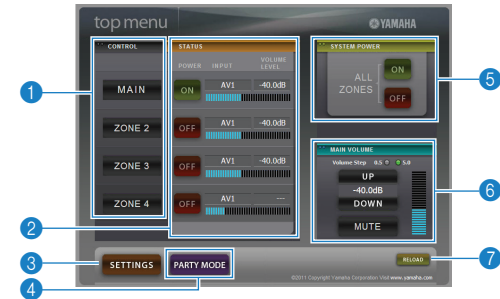 top menu
YAMAHA
CONTROL
MAIN
ZONE 2
ZONE 3
ZONE 4
STATUS
POWER INPUT VOLUME LEVEL
ON AV1 -40.0dB
OFF AV1 -40.0dB
OFF AV1 -40.0dB
OFF AV1 ---
SYSTEM POWER
ALL ZONES
ON
OFF
MAIN VOLUME
Volume Step 0.5 5.0
UP
-40.0dB
DOWN
MUTE
SETTINGS
PARTY MODE
RELOAD
©2011 Copyright Yamaha Corporation Visit www.yamaha.com
1
2
3
4
5
6
7